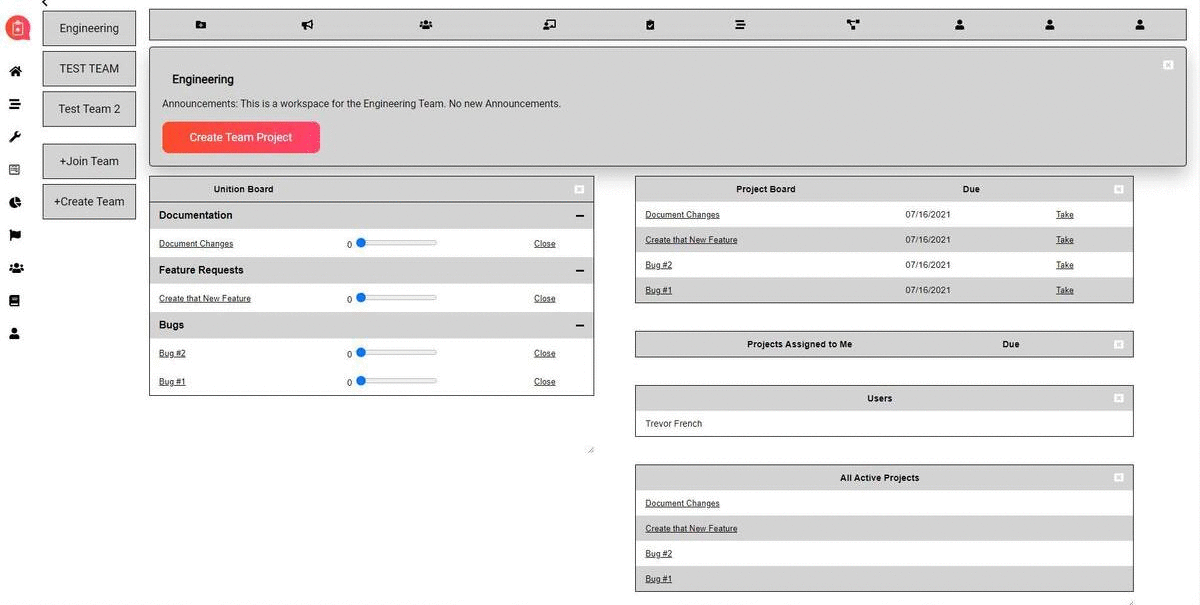 Engineering
TEST TEAM
Test Team 2
+Join Team
+Create Team
Engineering
Announcements: This is a workspace for the Engineering Team. No new Announcements.
Create Team Project
Unition Board
Documentation
Document Changes 0 Close
Feature Requests
Create that New Feature 0 Close
Bugs
Bug #2 0 Close
Bug #1 0 Close
Project Board Due
Document Changes 07/16/2021 Take
Create that New Feature 07/16/2021 Take
Bug #2 07/16/2021 Take
Bug #1 07/16/2021 Take
Projects Assigned to Me Due
Users
Trevor French
All Active Projects
Document Changes
Create that New Feature
Bug #2
Bug #1